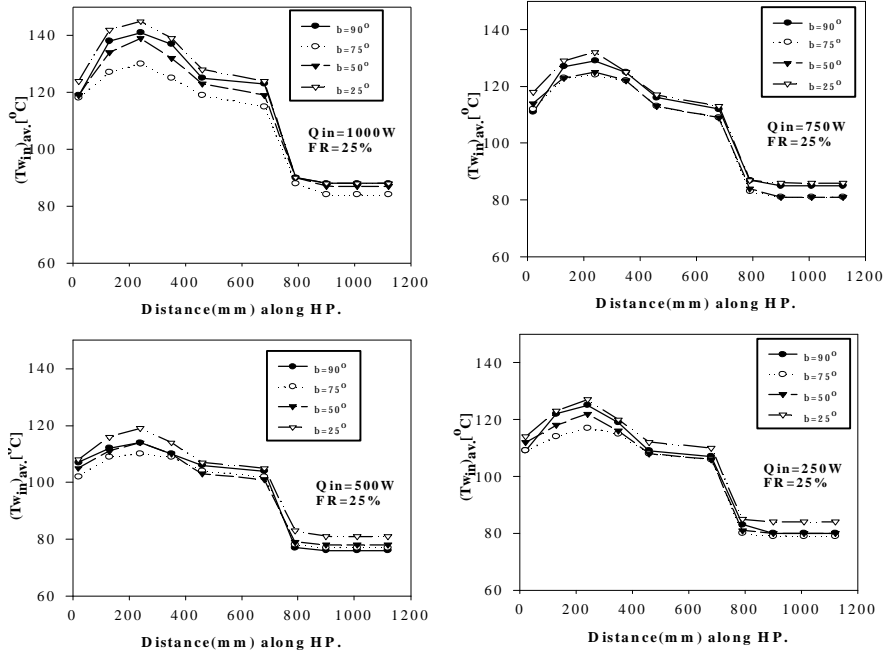 140
120
100
80
60
(Tw_in)av.[°C]
b=90°
b=75°
b=50°
b=25°
Qin=1000W
FR=25%
0 200 400 600 800 1000 1200
Distance(mm) along HP.
140
120
100
80
60
(Tw_in)av.[°C]
b=90°
b=75°
b=50°
b=25°
Qin=750W
FR=25%
0 200 400 600 800 1000 1200
Distance(mm) along HP.
140
120
100
80
60
(Tw_in)av.[°C]
b=90°
b=75°
b=50°
b=25°
Qin=500W
FR=25%
0 200 400 600 800 1000 1200
Distance(mm) along HP.
140
120
100
80
60
(Tw_in)av.[°C]
b=90°
b=75°
b=50°
b=25°
Qin=250W
FR=25%
0 200 400 600 800 1000 1200
Distance(mm) along HP.